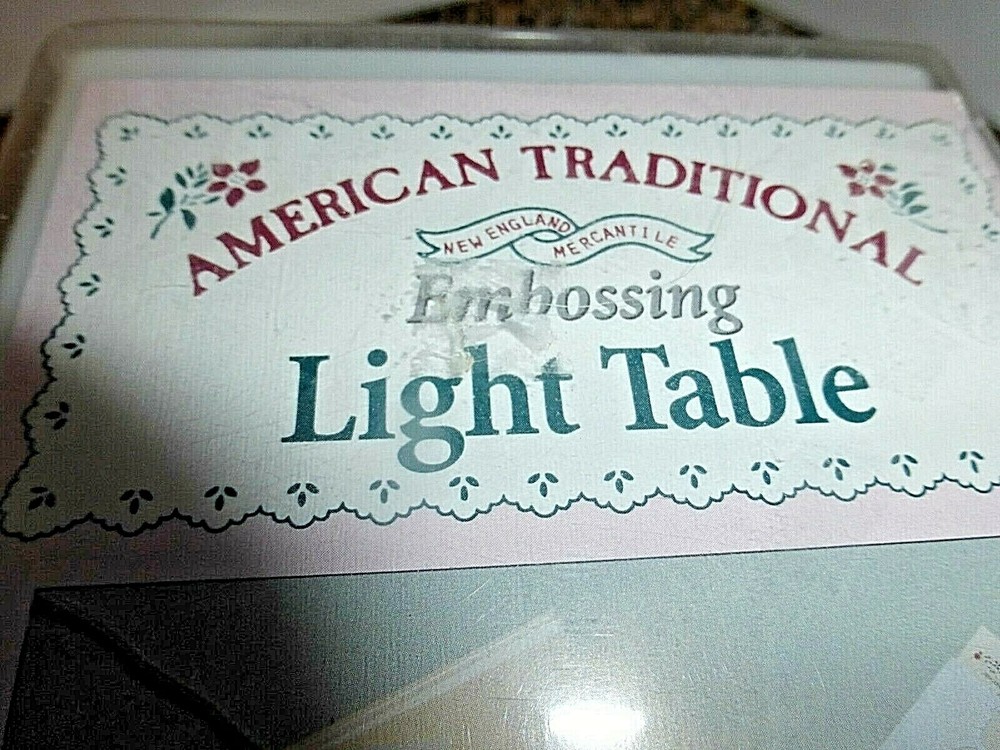 AMERICAN TRADITIONAL
NEW ENGLAND MERCANTILE
Embossing
Light Table